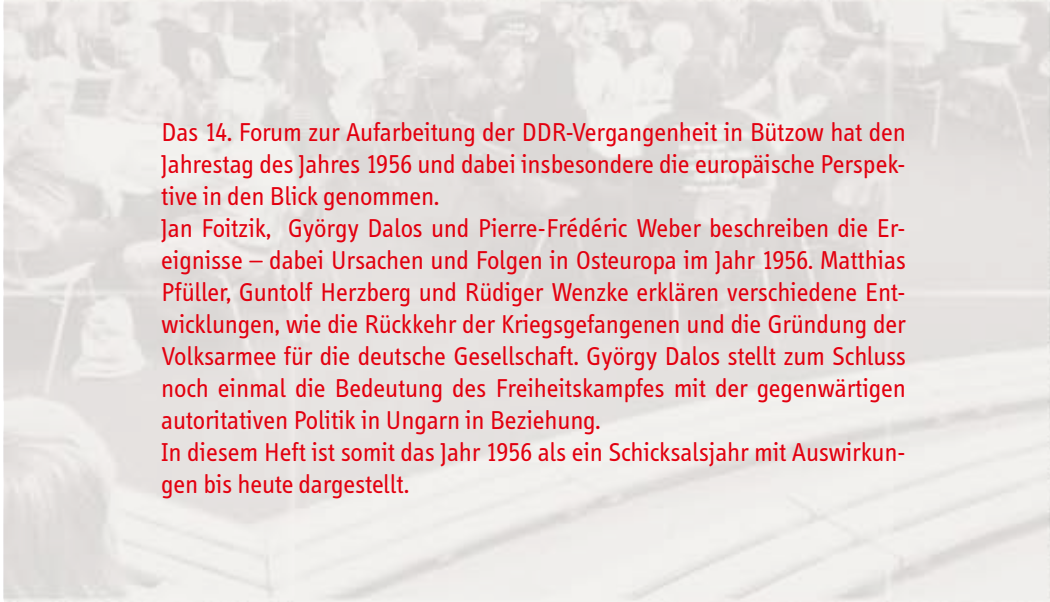 Das 14. Forum zur Aufarbeitung der DDR-Vergangenheit in Bützow hat den
Jahrestag des Jahres 1956 und dabei insbesondere die europäische Perspek-
tive in den Blick genommen.
Jan Foitzik, György Dalos und Pierre-Frédéric Weber beschreiben die Er-
eignisse – dabei Ursachen und Folgen in Osteuropa im Jahr 1956. Matthias
Pfüller, Guntolf Herzberg und Rüdiger Wenzke erklären verschiedene Ent-
wicklungen, wie die Rückkehr der Kriegsgefangenen und die Gründung der
Volksarmee für die deutsche Gesellschaft. György Dalos stellt zum Schluss
noch einmal die Bedeutung des Freiheitskampfes mit der gegenwärtigen
autoritativen Politik in Ungarn in Beziehung.
In diesem Heft ist somit das Jahr 1956 als ein Schicksalsjahr mit Auswirkun-
gen bis heute dargestellt.